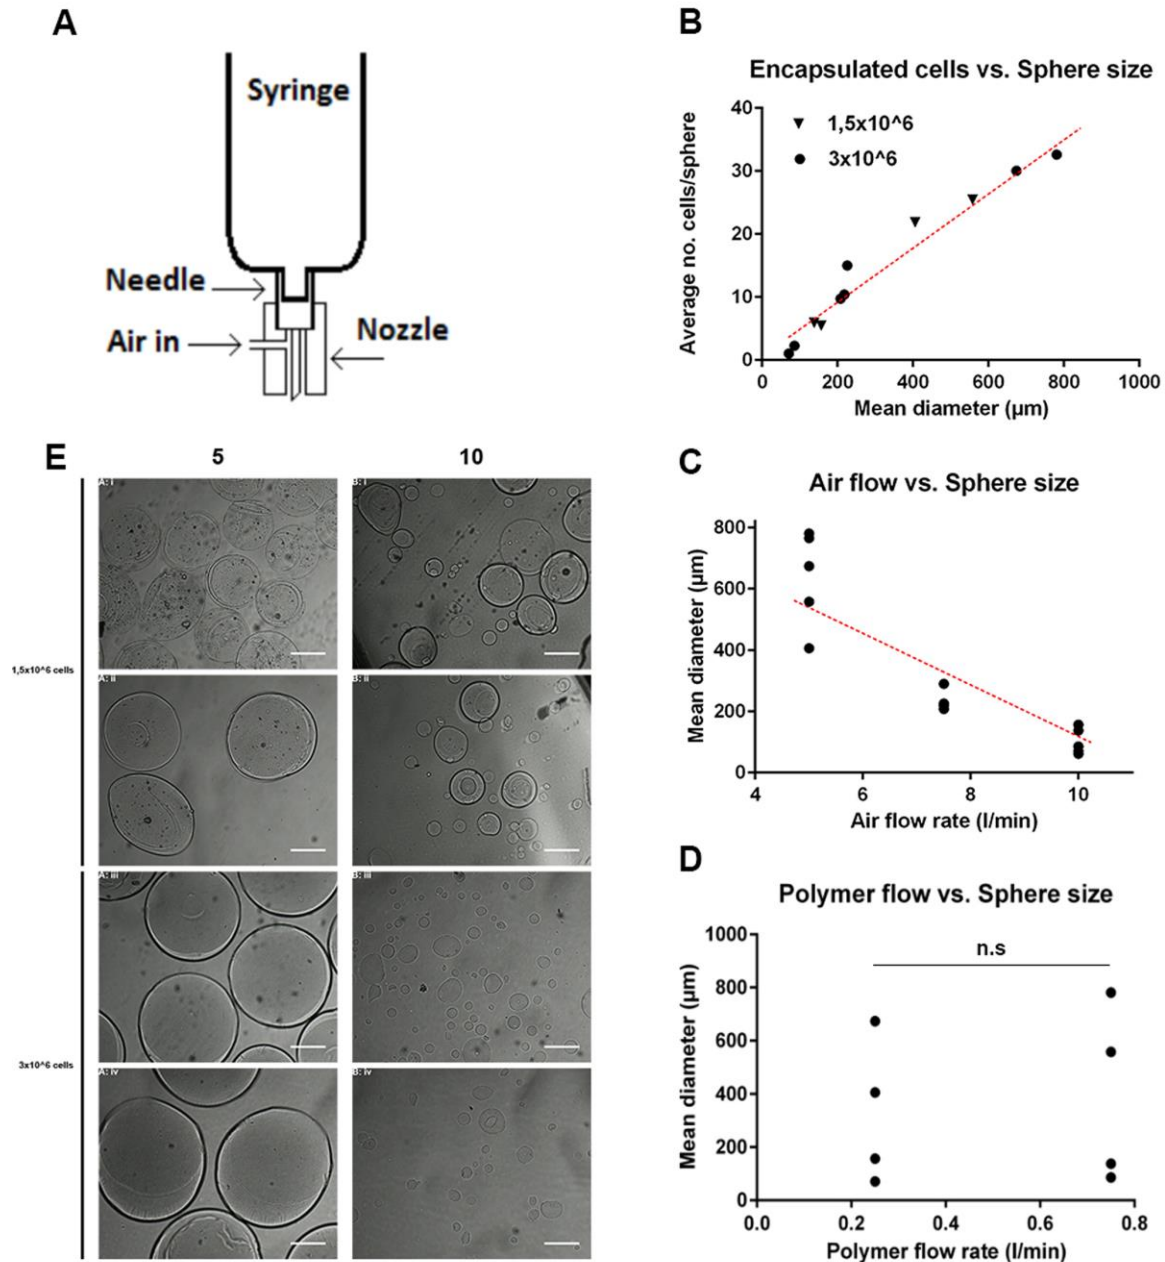 A
Syringe
Needle
Air in
Nozzle
B
Encapsulated cells vs. Sphere size
Average no. cells/sphere
40
30
20
10
0
1,5x10^6
3x10^6
0 200 400 600 800 1000
Mean diameter (µm)
C
Air flow vs. Sphere size
Mean diameter (µm)
800
600
400
200
0
4 6 8 10
Air flow rate (l/min)
D
Polymer flow vs. Sphere size
Mean diameter (µm)
1000
800
600
400
200
0
n.s
0.0 0.2 0.4 0.6 0.8
Polymer flow rate (l/min)
E
5 10
1,5x10^6 cells
3x10^6 cells
A: i
B: i
A: ii
B: ii
A: iii
B: iii
A: iv
B: iv